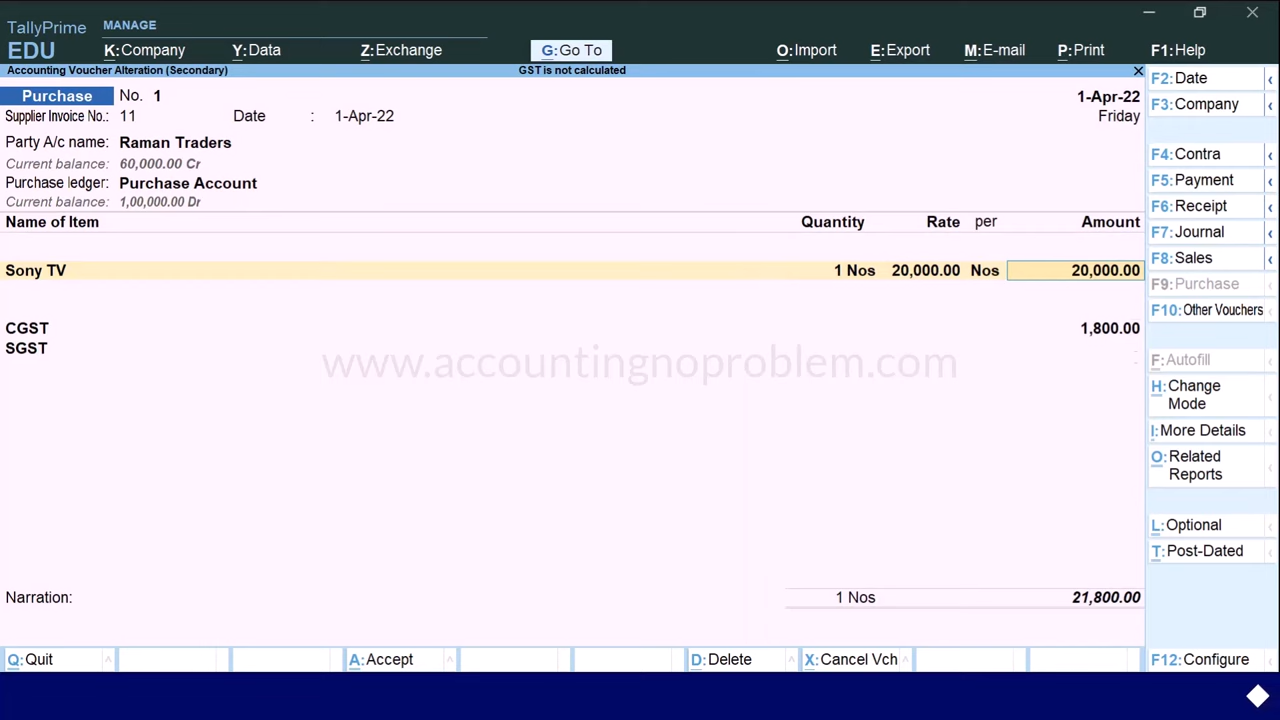 TallyPrime MANAGE
EDU K:Company Y:Data Z:Exchange G:Go To O:Import E:Export M:E-mail P:Print F1:Help
Accounting Voucher Alteration (Secondary) GST is not calculated
Purchase No. 1 1-Apr-22
Supplier Invoice No.: 11 Date : 1-Apr-22 Friday
Party A/c name: Raman Traders
Current balance: 60,000.00 Cr
Purchase ledger: Purchase Account
Current balance: 1,00,000.00 Dr
Name of Item Quantity Rate per Amount
Sony TV 1 Nos 20,000.00 Nos 20,000.00
CGST 1,800.00
SGST
www.accountingnoproblem.com
Narration: 1 Nos 21,800.00
F2:Date
F3:Company
F4:Contra
F5:Payment
F6:Receipt
F7:Journal
F8:Sales
F9:Purchase
F10:Other Vouchers
F:Autofill
H:Change
Mode
I:More Details
O:Related
Reports
L:Optional
T:Post-Dated
Q:Quit A:Accept D:Delete X:Cancel Vch F12:Configure